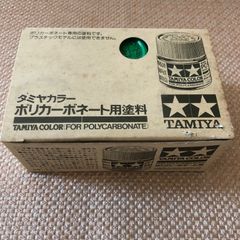 ポリカーボネート専用の塗料です。
プラスチックモデルには使用できません。
タミヤカラー
ポリカーボネート用塗料
TAMIYA COLOR (FOR POLYCARBONATE)
TAMIYA